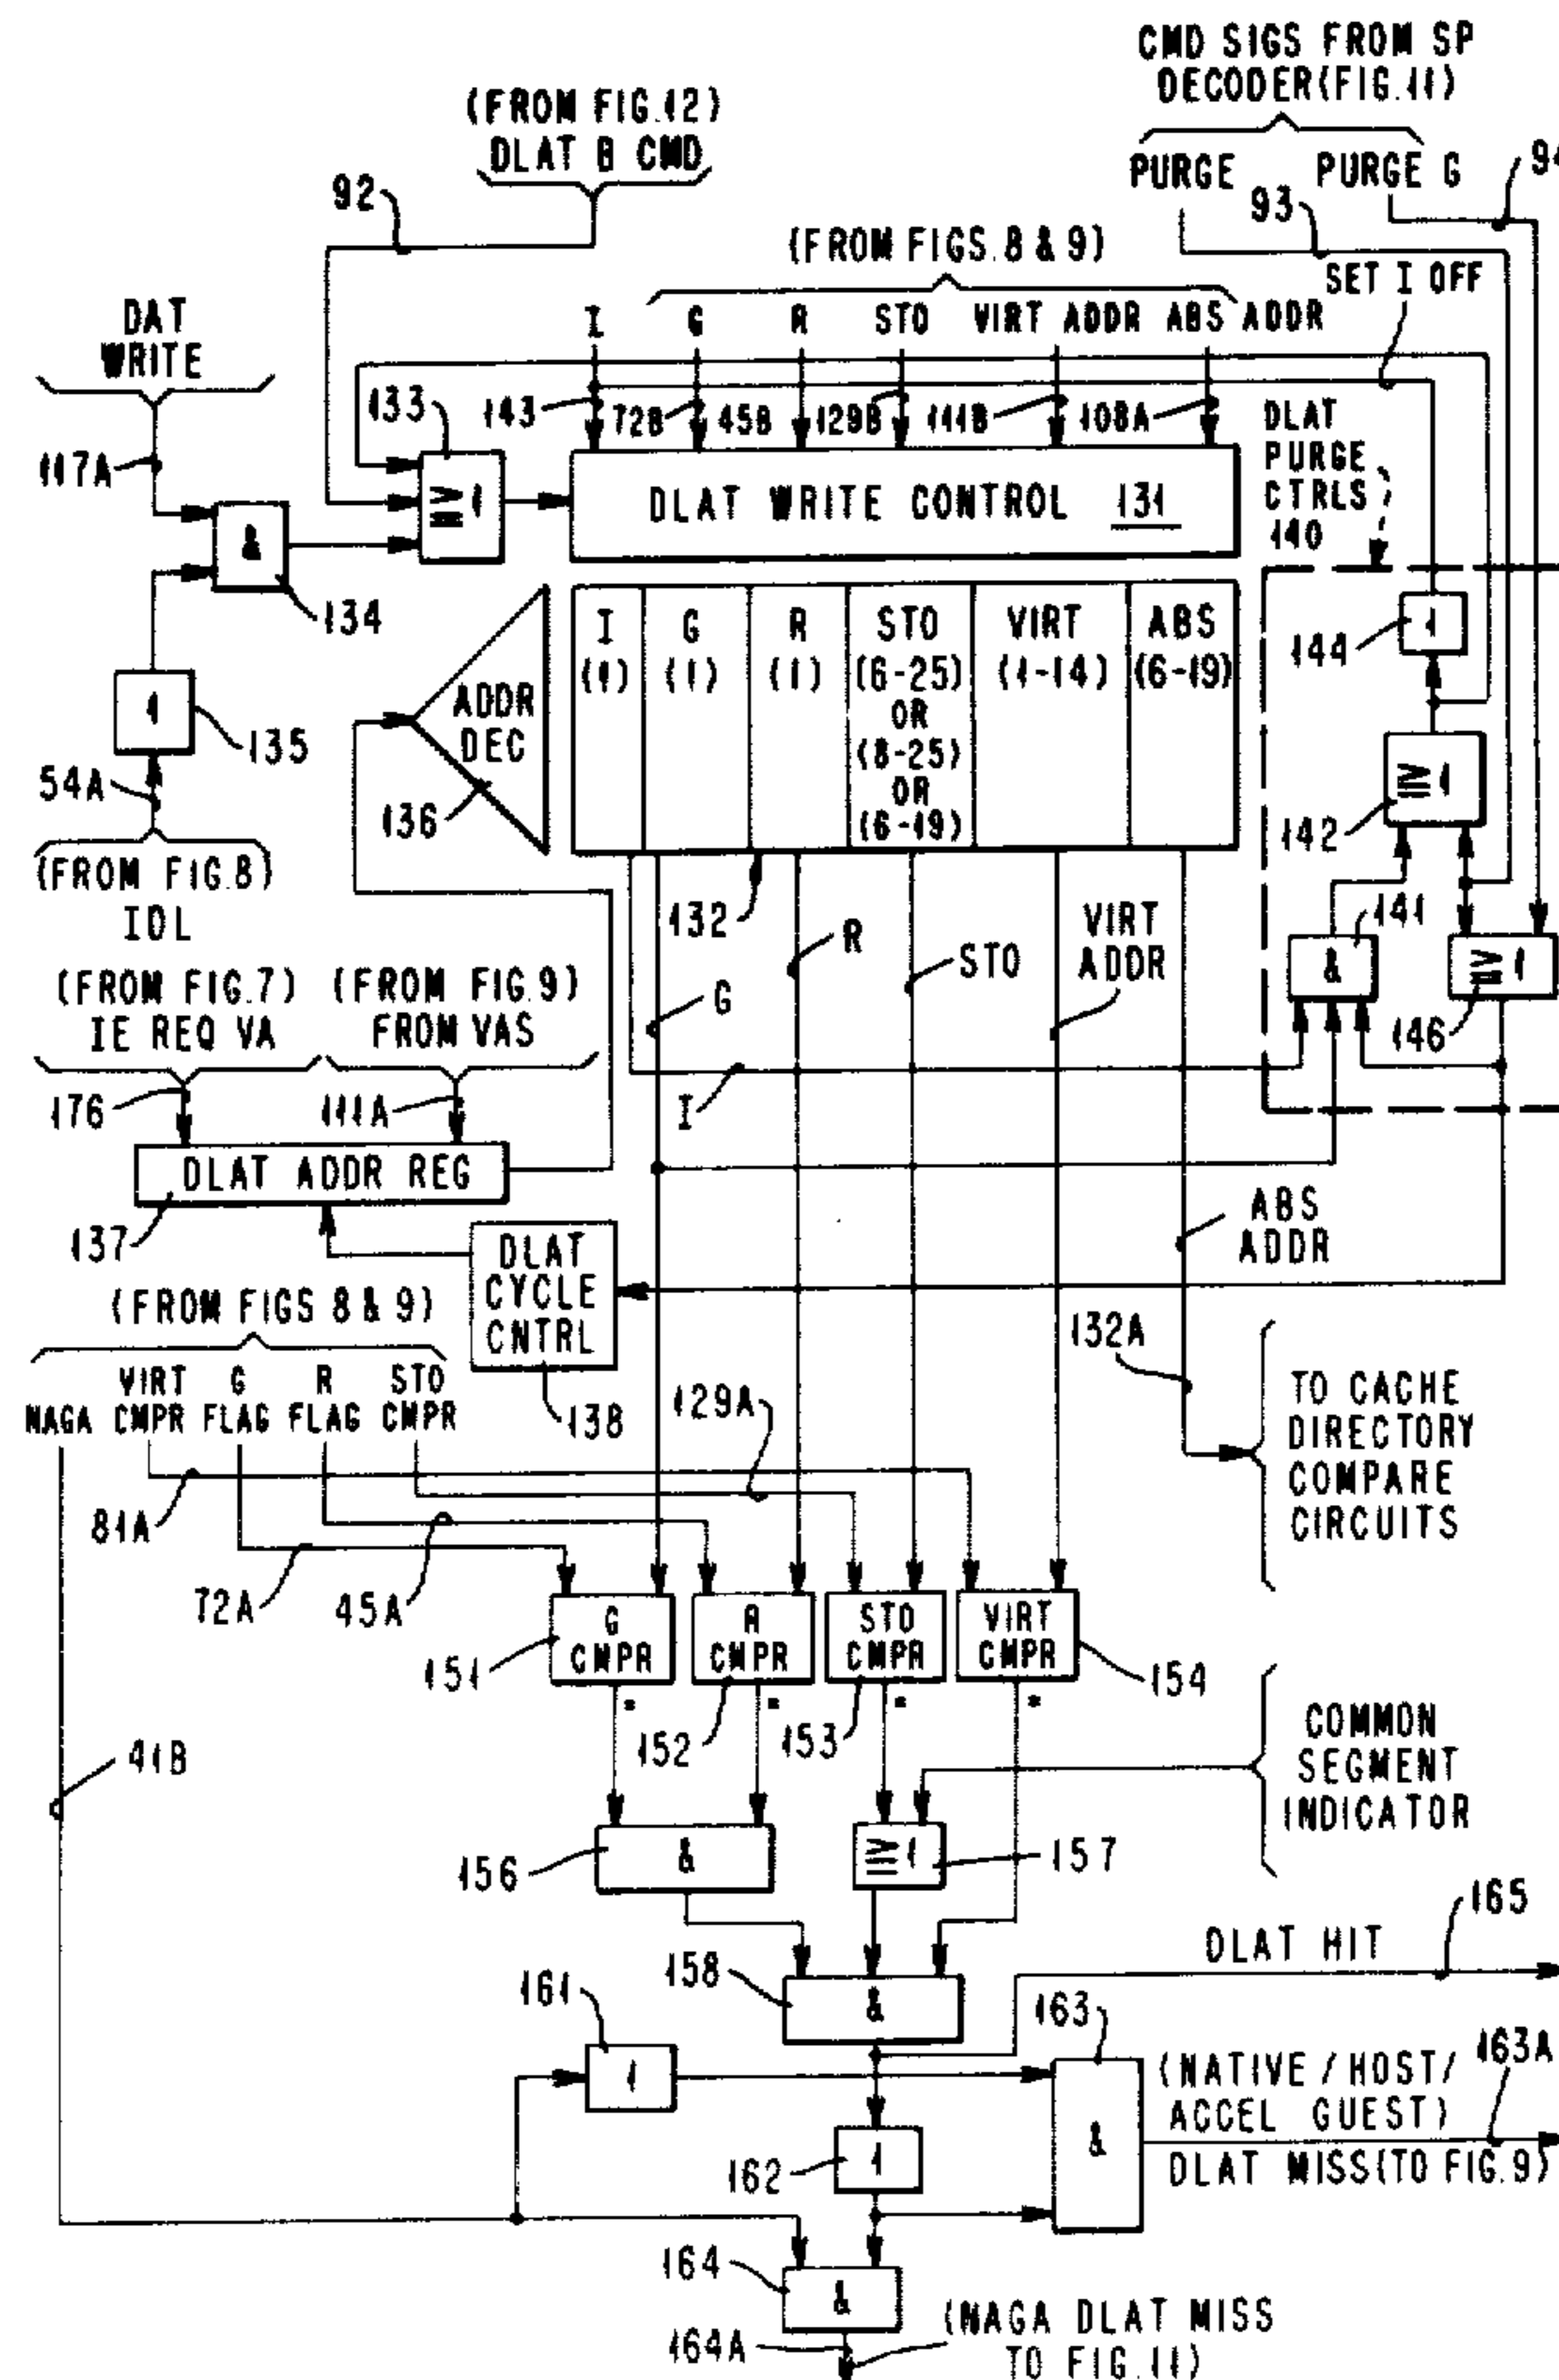 CMD SIGS FROM SP
DECODER (FIG. 11)
PURGE
PURGE G
94
93
SET I OFF
(FROM FIG. 12)
DLAT B CMD
92
(FROM FIGS. 8 & 9)
I G R STO VIRT ADDR ABS ADDR
DAT
WRITE
117A
133
143 72B 45B 129B 111B 108A
≥1
DLAT WRITE CONTROL 131
DLAT
PURGE
CTRLS
140
&
134
1
135
54A
(FROM FIG. 8)
IDL
ADDR
DEC
136
I
(1)
G
(1)
R
(1)
STO
(6-25)
OR
(8-25)
OR
(6-19)
VIRT
(1-14)
ABS
(6-19)
144
1
142
≥1
132
141
&
≥1
146
G
R
STO
VIRT
ADDR
I
(FROM FIG. 7)
IE REQ VA
(FROM FIG. 9)
FROM VAS
176
111A
DLAT ADDR REG
137
DLAT
CYCLE
CNTRL
138
ABS
ADDR
132A
(FROM FIGS 8 & 9)
NAGA
VIRT
CMPR
G
FLAG
R
FLAG
STO
CMPR
129A
81A
72A
45A
TO CACHE
DIRECTORY
COMPARE
CIRCUITS
G
CMPR
R
CMPR
STO
CMPR
VIRT
CMPR
151
152
153
154
= = = =
41B
COMMON
SEGMENT
INDICATOR
156
&
≥1
157
158
&
DLAT HIT
165
161
1
163
&
(NATIVE / HOST /
ACCEL GUEST)
DLAT MISS (TO FIG. 9)
163A
162
1
164
&
164A
(NAGA DLAT MISS
TO FIG. 11)